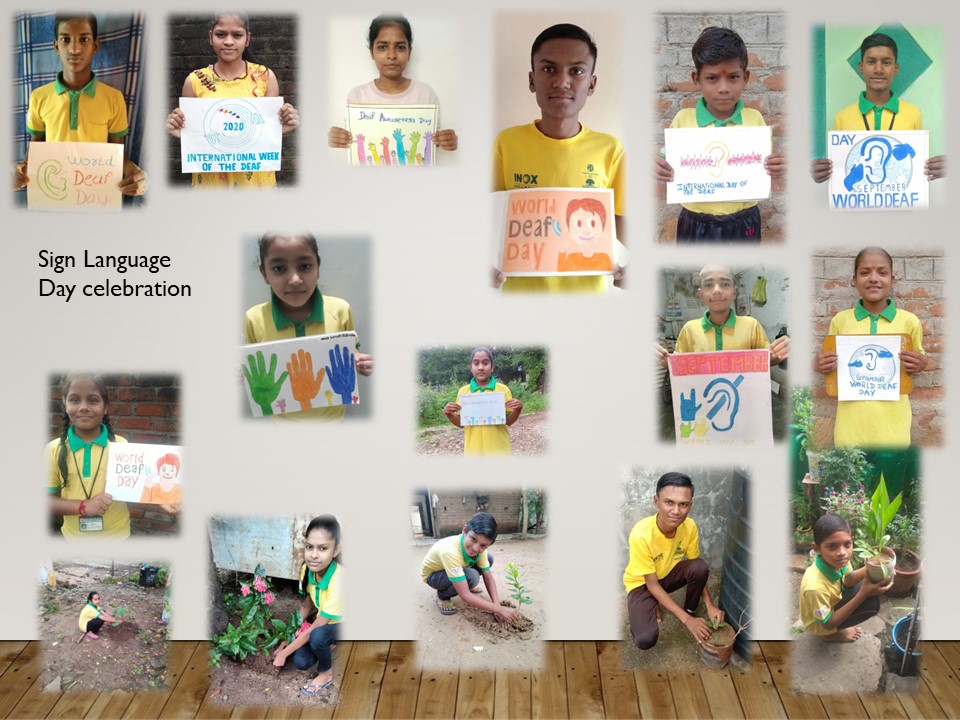 World
Deaf
Day
2020
INTERNATIONAL WEEK
OF THE DEAF
Deaf Awareness Day
INOX
World
Deaf
Day
INTERNATIONAL DAY OF
THE DEAF
DAY
SEPTEMBER
WORLD DEAF
Sign Language
Day celebration
SEPTEMBER
SEPTEMBER
WORLD DEAF
DAY
World
Deaf
Day